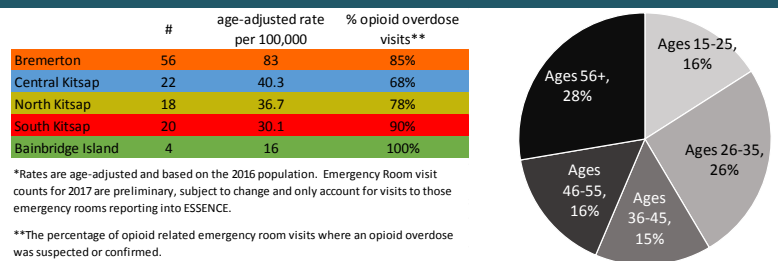 # age-adjusted rate per 100,000 % opioid overdose visits**
Bremerton 56 83 85%
Central Kitsap 22 40.3 68%
North Kitsap 18 36.7 78%
South Kitsap 20 30.1 90%
Bainbridge Island 4 16 100%
*Rates are age-adjusted and based on the 2016 population. Emergency Room visit
counts for 2017 are preliminary, subject to change and only account for visits to those
emergency rooms reporting into ESSENCE.
**The percentage of opioid related emergency room visits where an opioid overdose
was suspected or confirmed.
Ages 15-25,
16%
Ages 26-35,
26%
Ages
36-45,
15%
Ages
46-55,
16%
Ages 56+,
28%